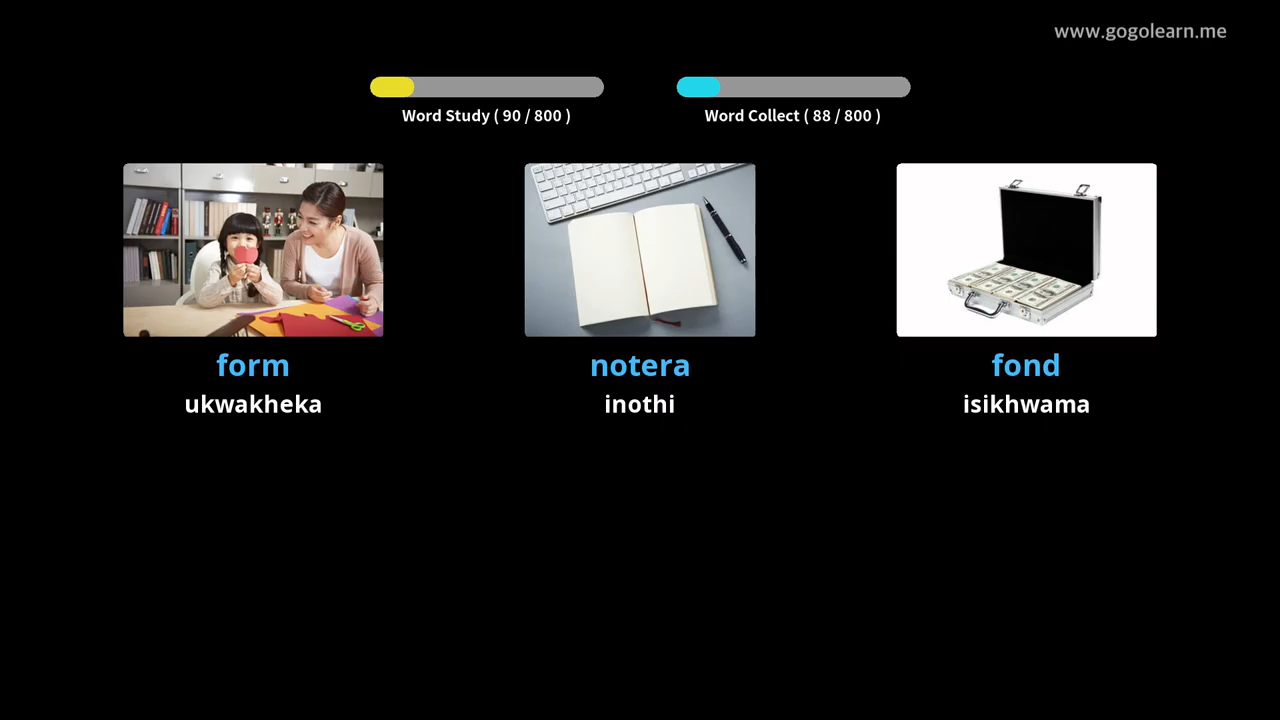 www.gogolearn.me
Word Study ( 90 / 800 )
Word Collect ( 88 / 800 )
form
ukwakheka
notera
inothi
fond
isikhwama